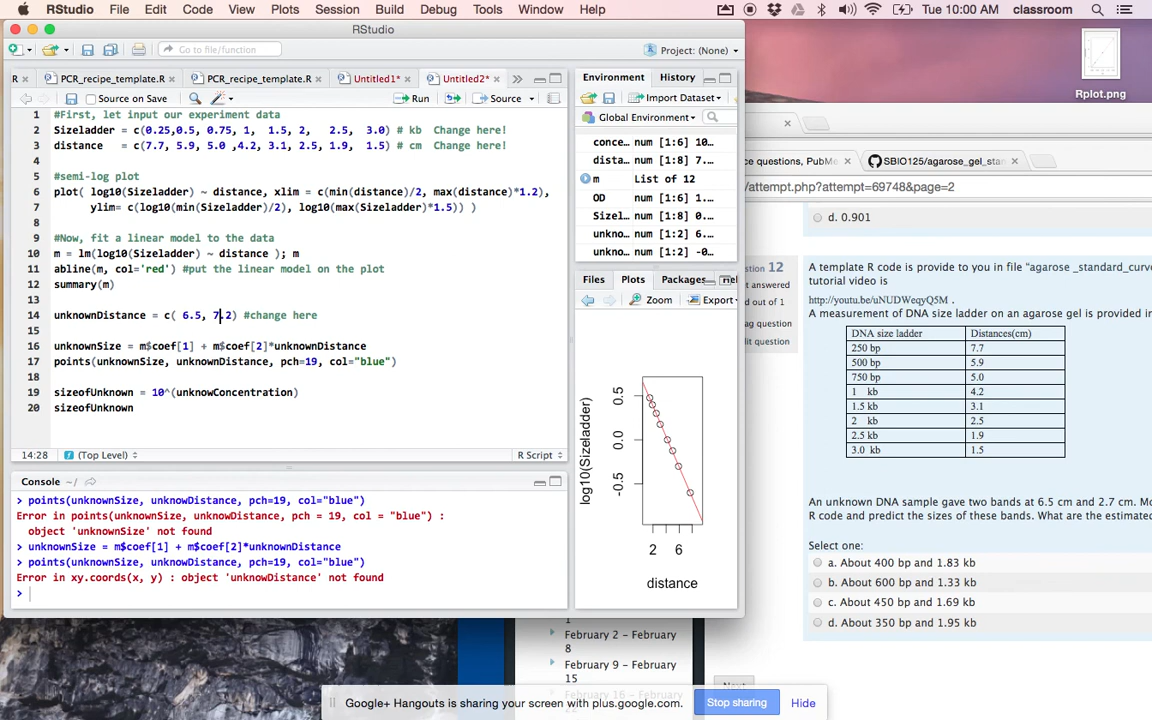 RStudio File Edit Code View Plots Session Build Debug Tools Window Help
Tue 10:00 AM classroom
RStudio
Go to file/function
Project: (None)
R PCR_recipe_template.R PCR_recipe_template.R Untitled1* Untitled2*
Source on Save Run Source
1 #First, let input our experiment data
2 Sizeladder = c(0.25,0.5, 0.75, 1, 1.5, 2, 2.5, 3.0) # kb Change here!
3 distance = c(7.7, 5.9, 5.0 ,4.2, 3.1, 2.5, 1.9, 1.5) # cm Change here!
4
5 #semi-log plot
6 plot( log10(Sizeladder) ~ distance, xlim = c(min(distance)/2, max(distance)*1.2),
7 ylim= c(log10(min(Sizeladder)/2), log10(max(Sizeladder)*1.5)) )
8
9 #Now, fit a linear model to the data
10 m = lm(log10(Sizeladder) ~ distance ); m
11 abline(m, col='red') #put the linear model on the plot
12 summary(m)
13
14 unknownDistance = c( 6.5, 7.2) #change here
15
16 unknownSize = m$coef[1] + m$coef[2]*unknownDistance
17 points(unknownSize, unknowDistance, pch=19, col="blue")
18
19 sizeofUnknown = 10^(unknowConcentration)
20 sizeofUnknown
14:28 (Top Level) R Script
Console ~/
> points(unknownSize, unknowDistance, pch=19, col="blue")
Error in points(unknownSize, unknowDistance, pch = 19, col = "blue") :
object 'unknownSize' not found
> unknownSize = m$coef[1] + m$coef[2]*unknownDistance
> points(unknownSize, unknowDistance, pch=19, col="blue")
Error in xy.coords(x, y) : object 'unknowDistance' not found
>
Environment History
Import Dataset
Global Environment
conce… num [1:6] 10…
dista… num [1:8] 7.…
m List of 12
OD num [1:6] 1.…
Sizel… num [1:8] 0.…
unkno… num [1:2] 6.…
unkno… num [1:2] -0…
Files Plots Packages
Zoom Export
log10(Sizeladder)
0.5
0.0
-0.5
2 6
distance
Rplot.png
ce questions, PubMe
SBIO125/agarose_gel_stan
/attempt.php?attempt=69748&page=2
d. 0.901
stion 12
answered
d out of 1
ag question
dit question
A template R code is provide to you in file "agarose _standard_curve
tutorial video is
http://youtu.be/uNUDWeqyQ5M .
A measurement of DNA size ladder on an agarose gel is provided i
DNA size ladder Distances(cm)
250 bp 7.7
500 bp 5.9
750 bp 5.0
1 kb 4.2
1.5 kb 3.1
2 kb 2.5
2.5 kb 1.9
3.0 kb 1.5
An unknown DNA sample gave two bands at 6.5 cm and 2.7 cm. Mo
R code and predict the sizes of these bands. What are the estimated
Select one:
a. About 400 bp and 1.83 kb
b. About 600 bp and 1.33 kb
c. About 450 bp and 1.69 kb
d. About 350 bp and 1.95 kb
1
February 2 - February
8
February 9 - February
15
February 16 - February
Next
Google+ Hangouts is sharing your screen with plus.google.com.
Stop sharing
Hide